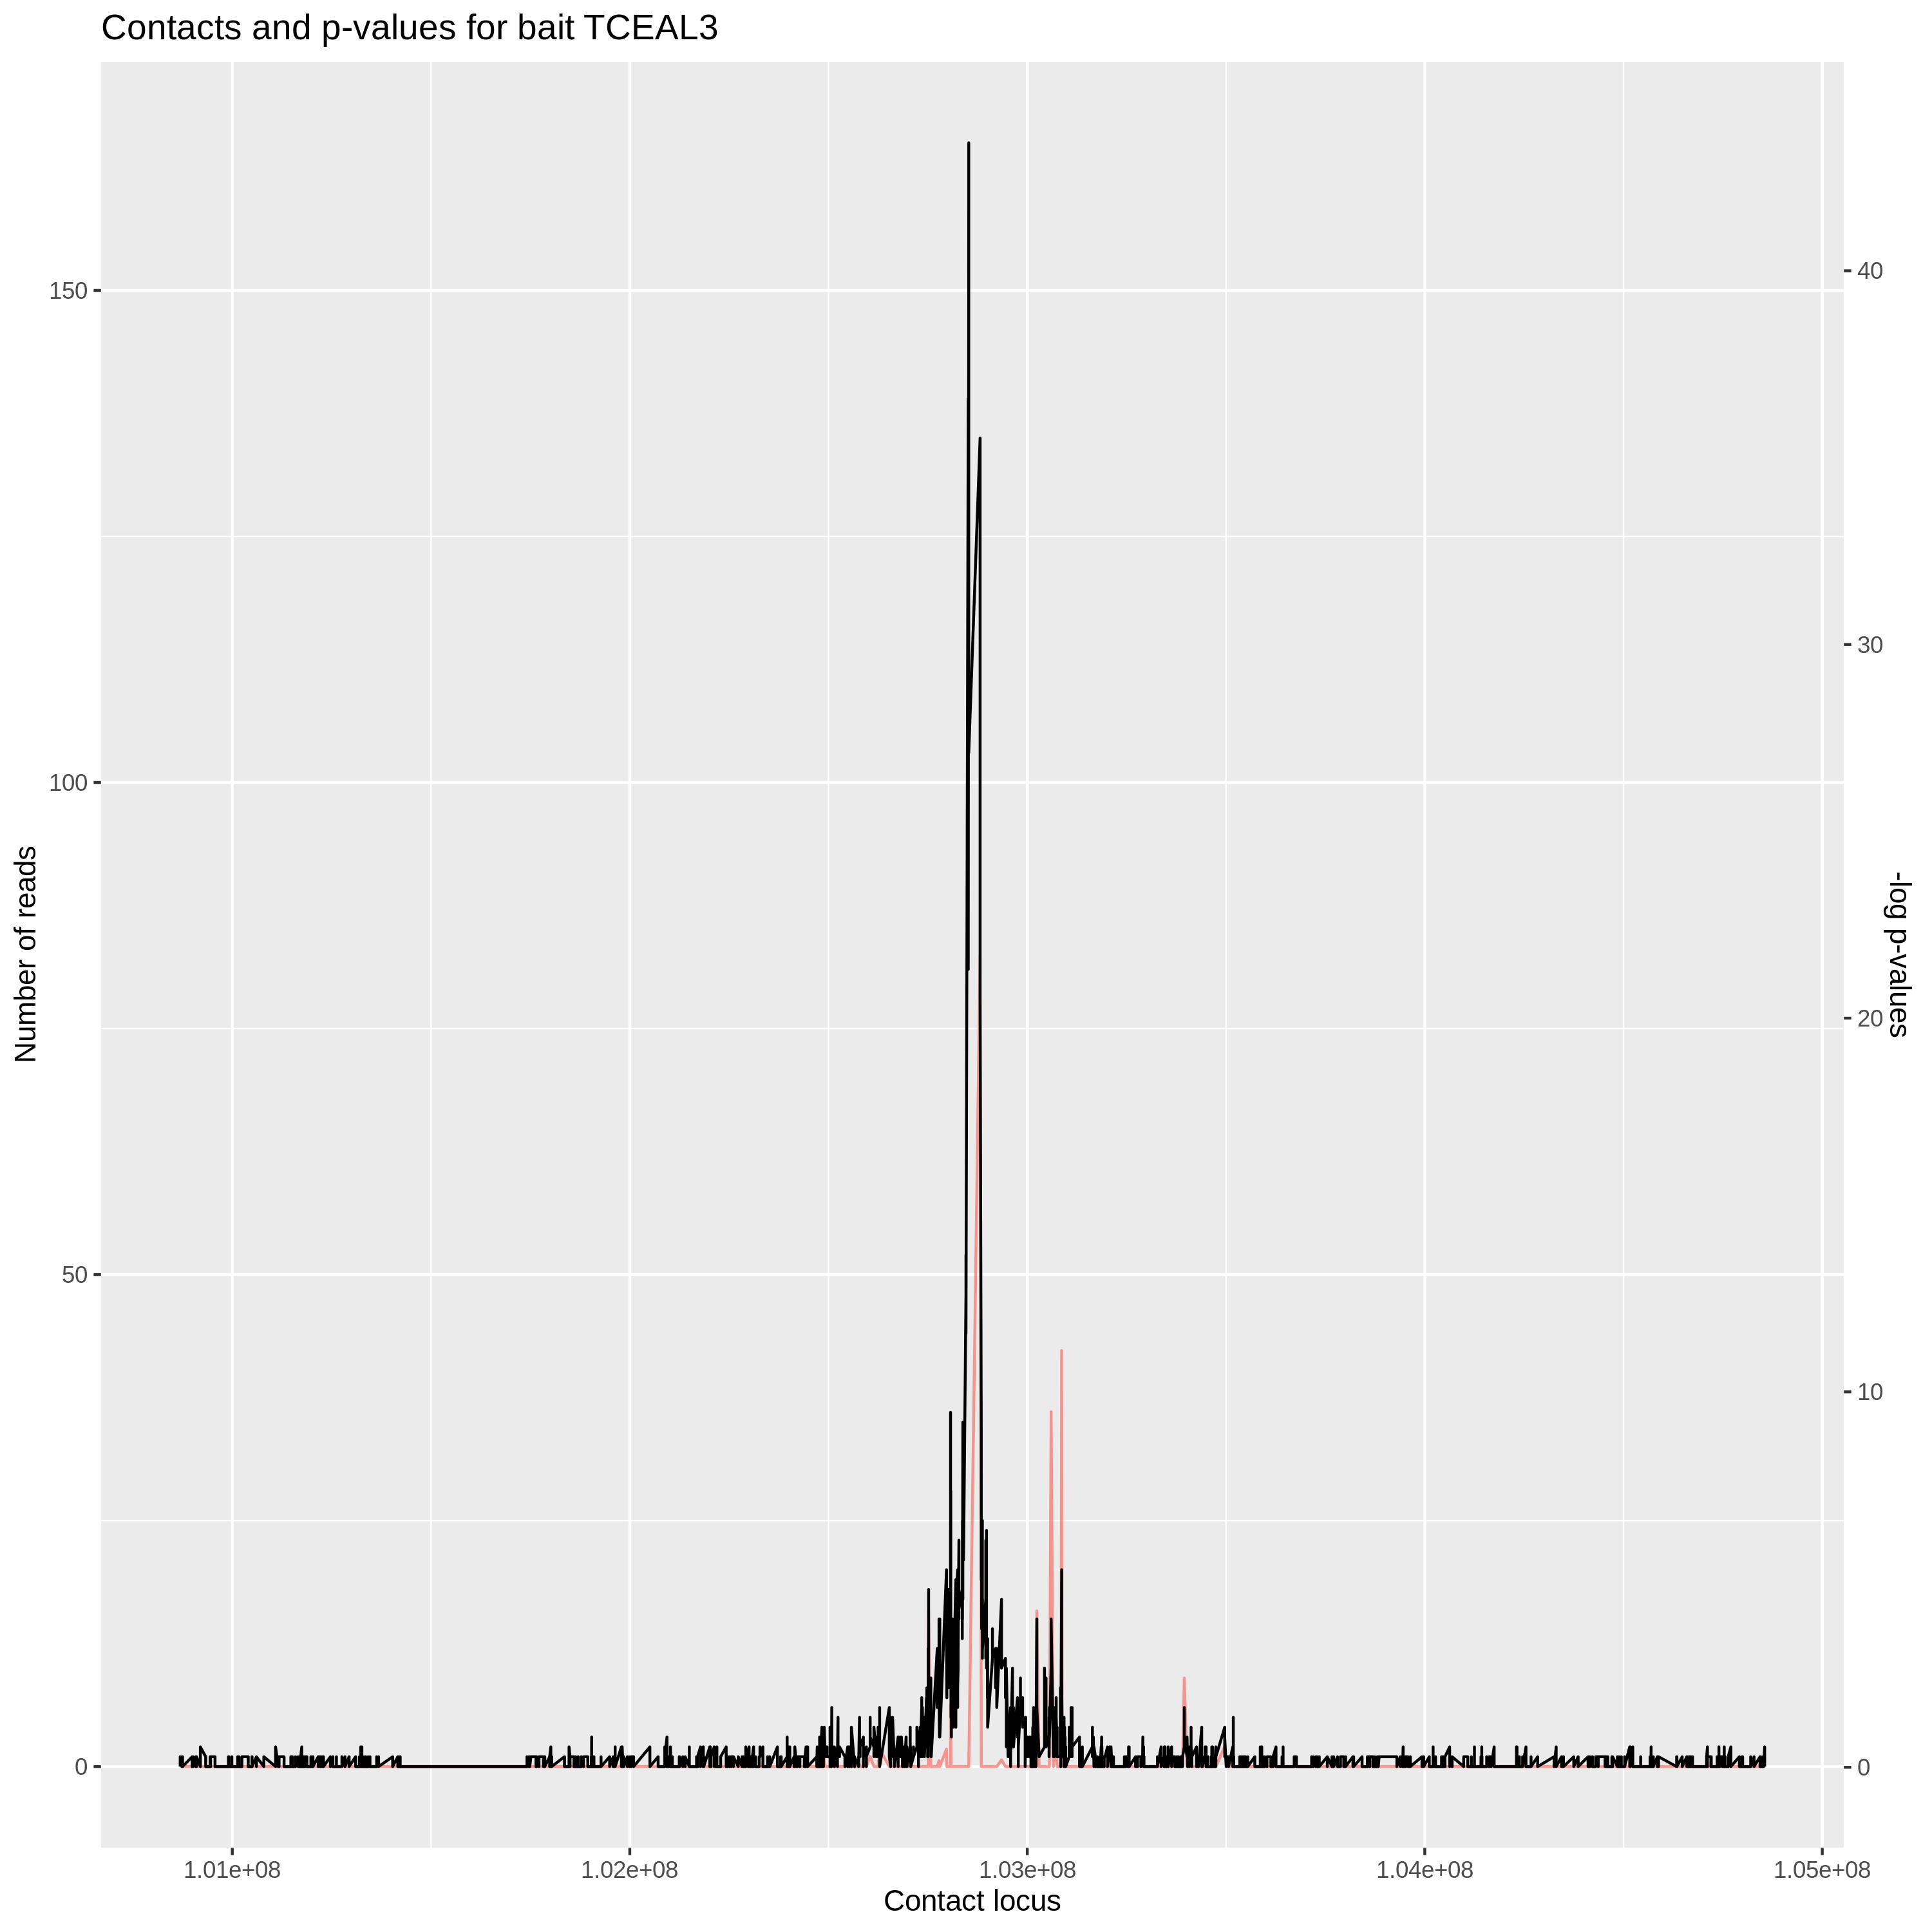 Contacts and p-values for bait TCEAL3
150
100
50
0
Number of reads
40
30
20
10
0
-log p-values
1.01e+08
1.02e+08
1.03e+08
1.04e+08
1.05e+08
Contact locus